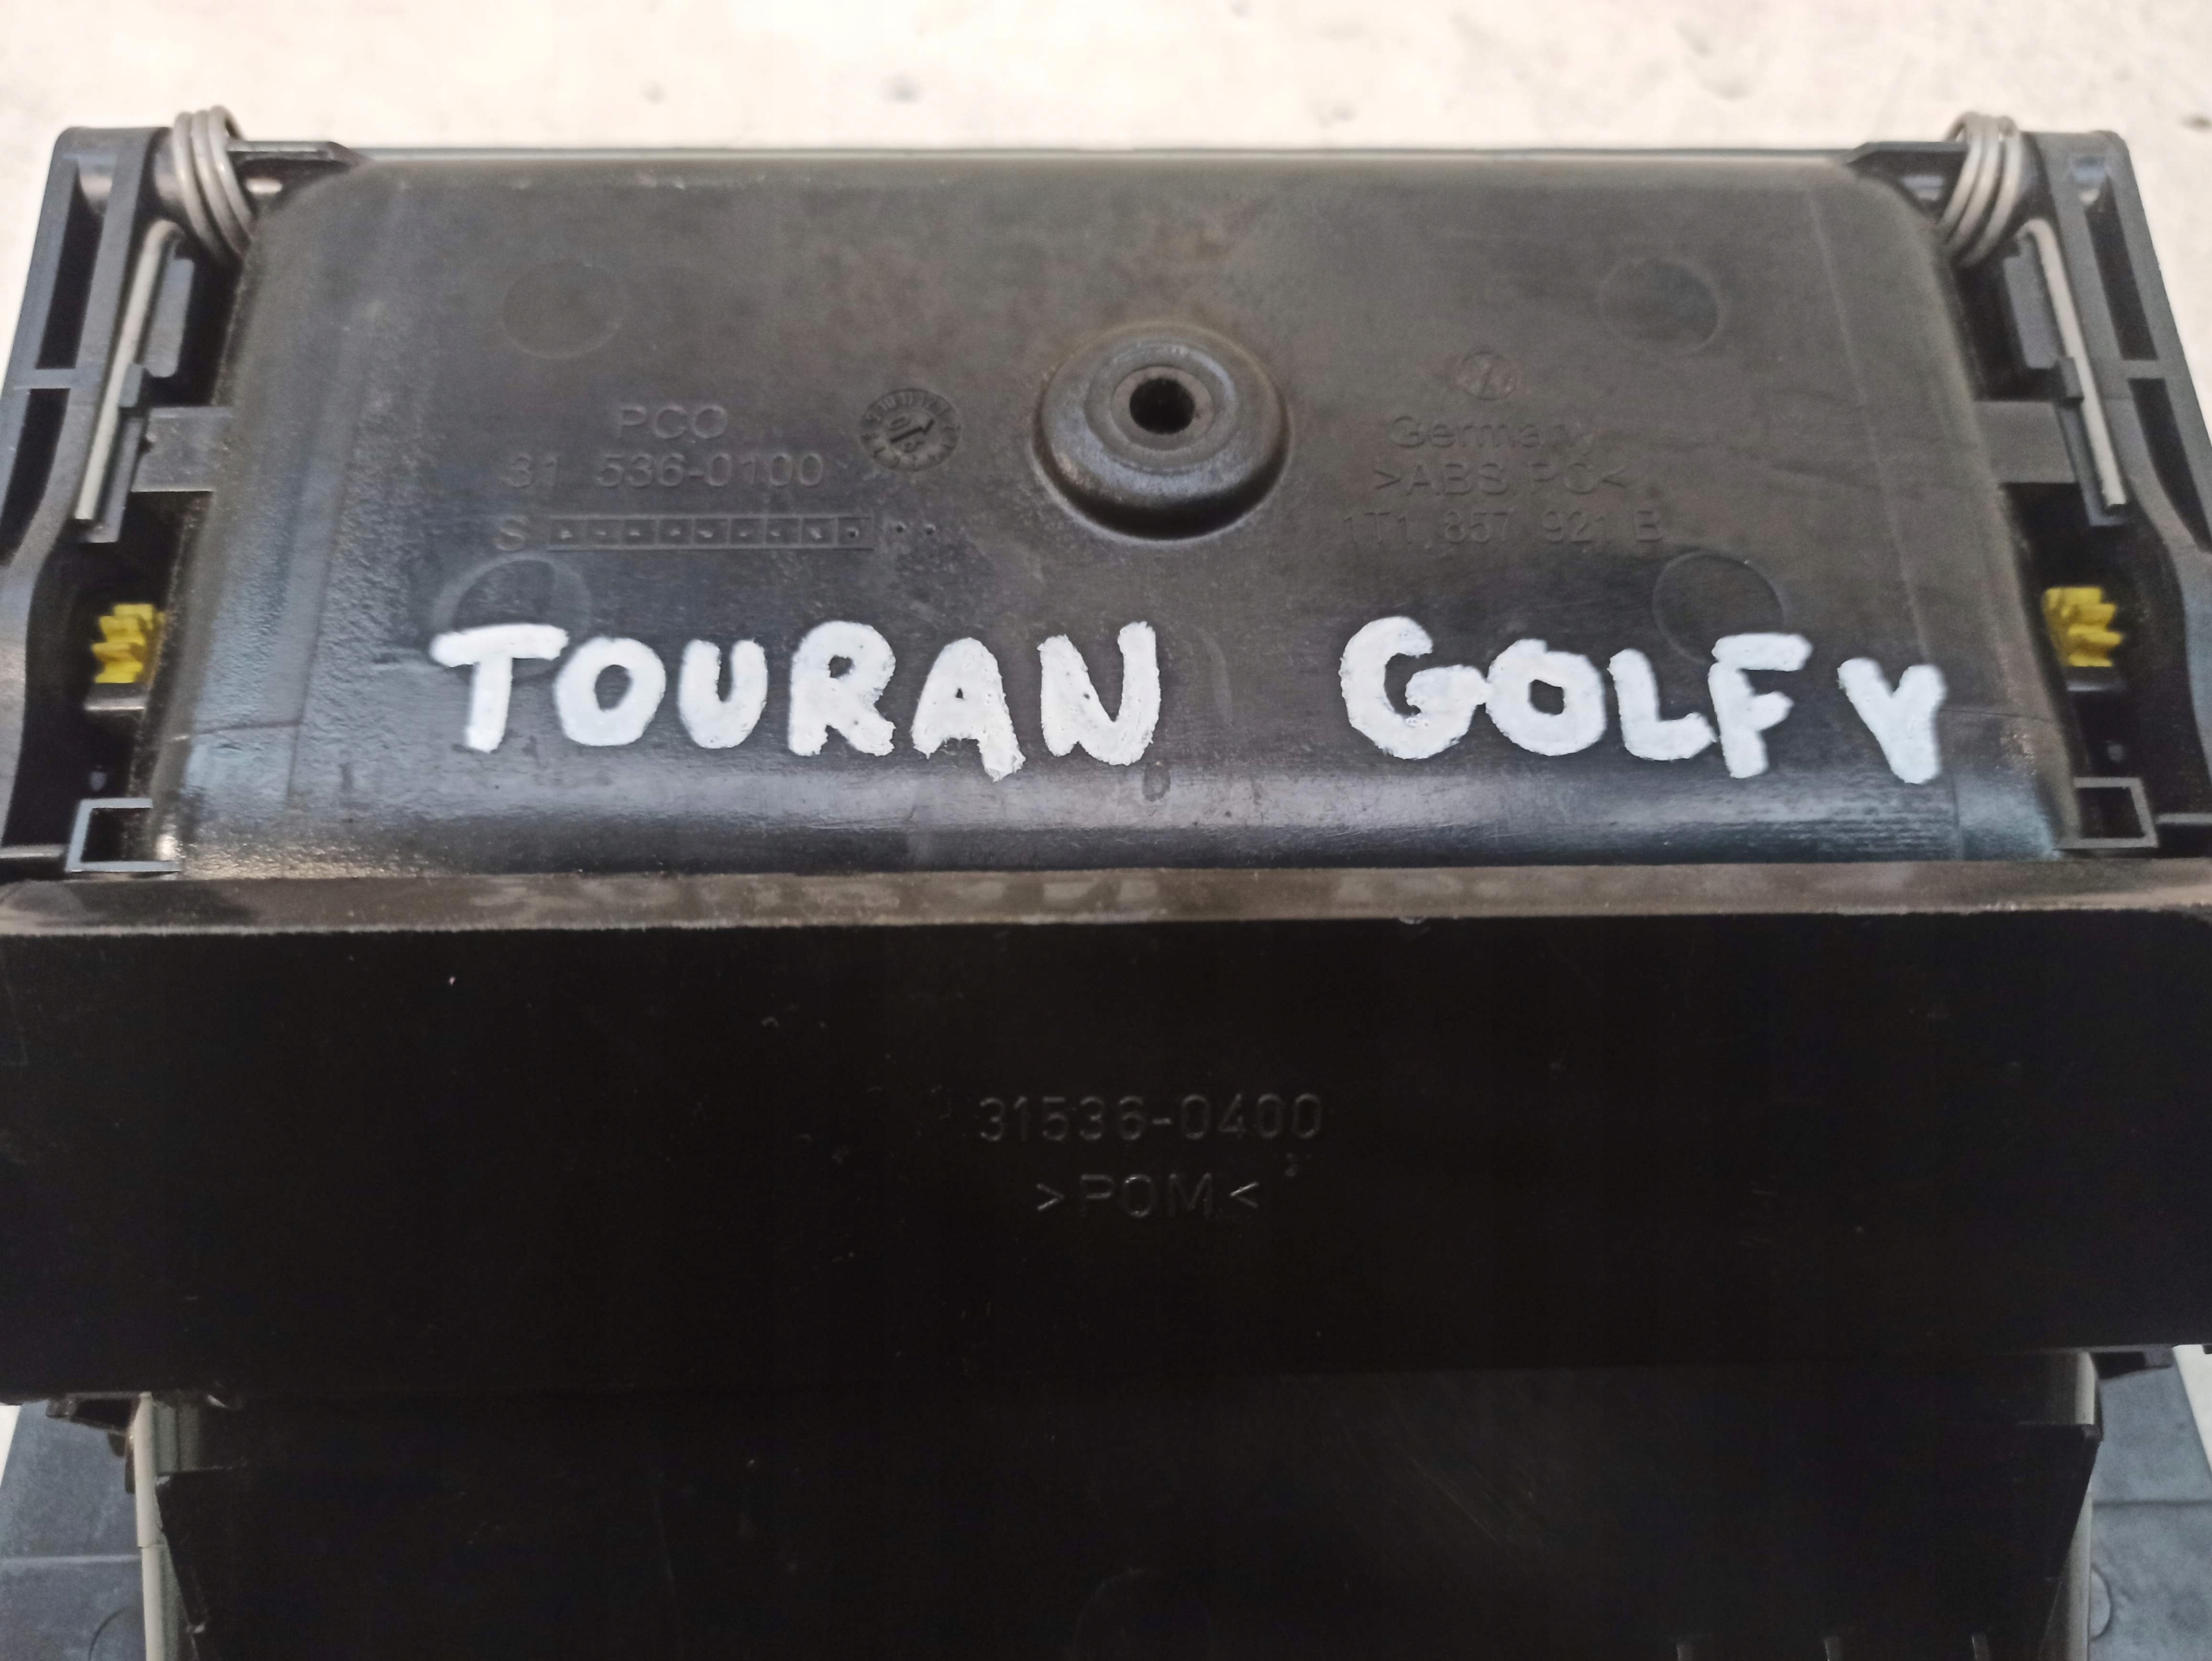 PCO
31 536-0100
S
Germany
>ABS/PC<
1T1 857 921 B
TOURAN GOLF V
31536-0400
>POM<